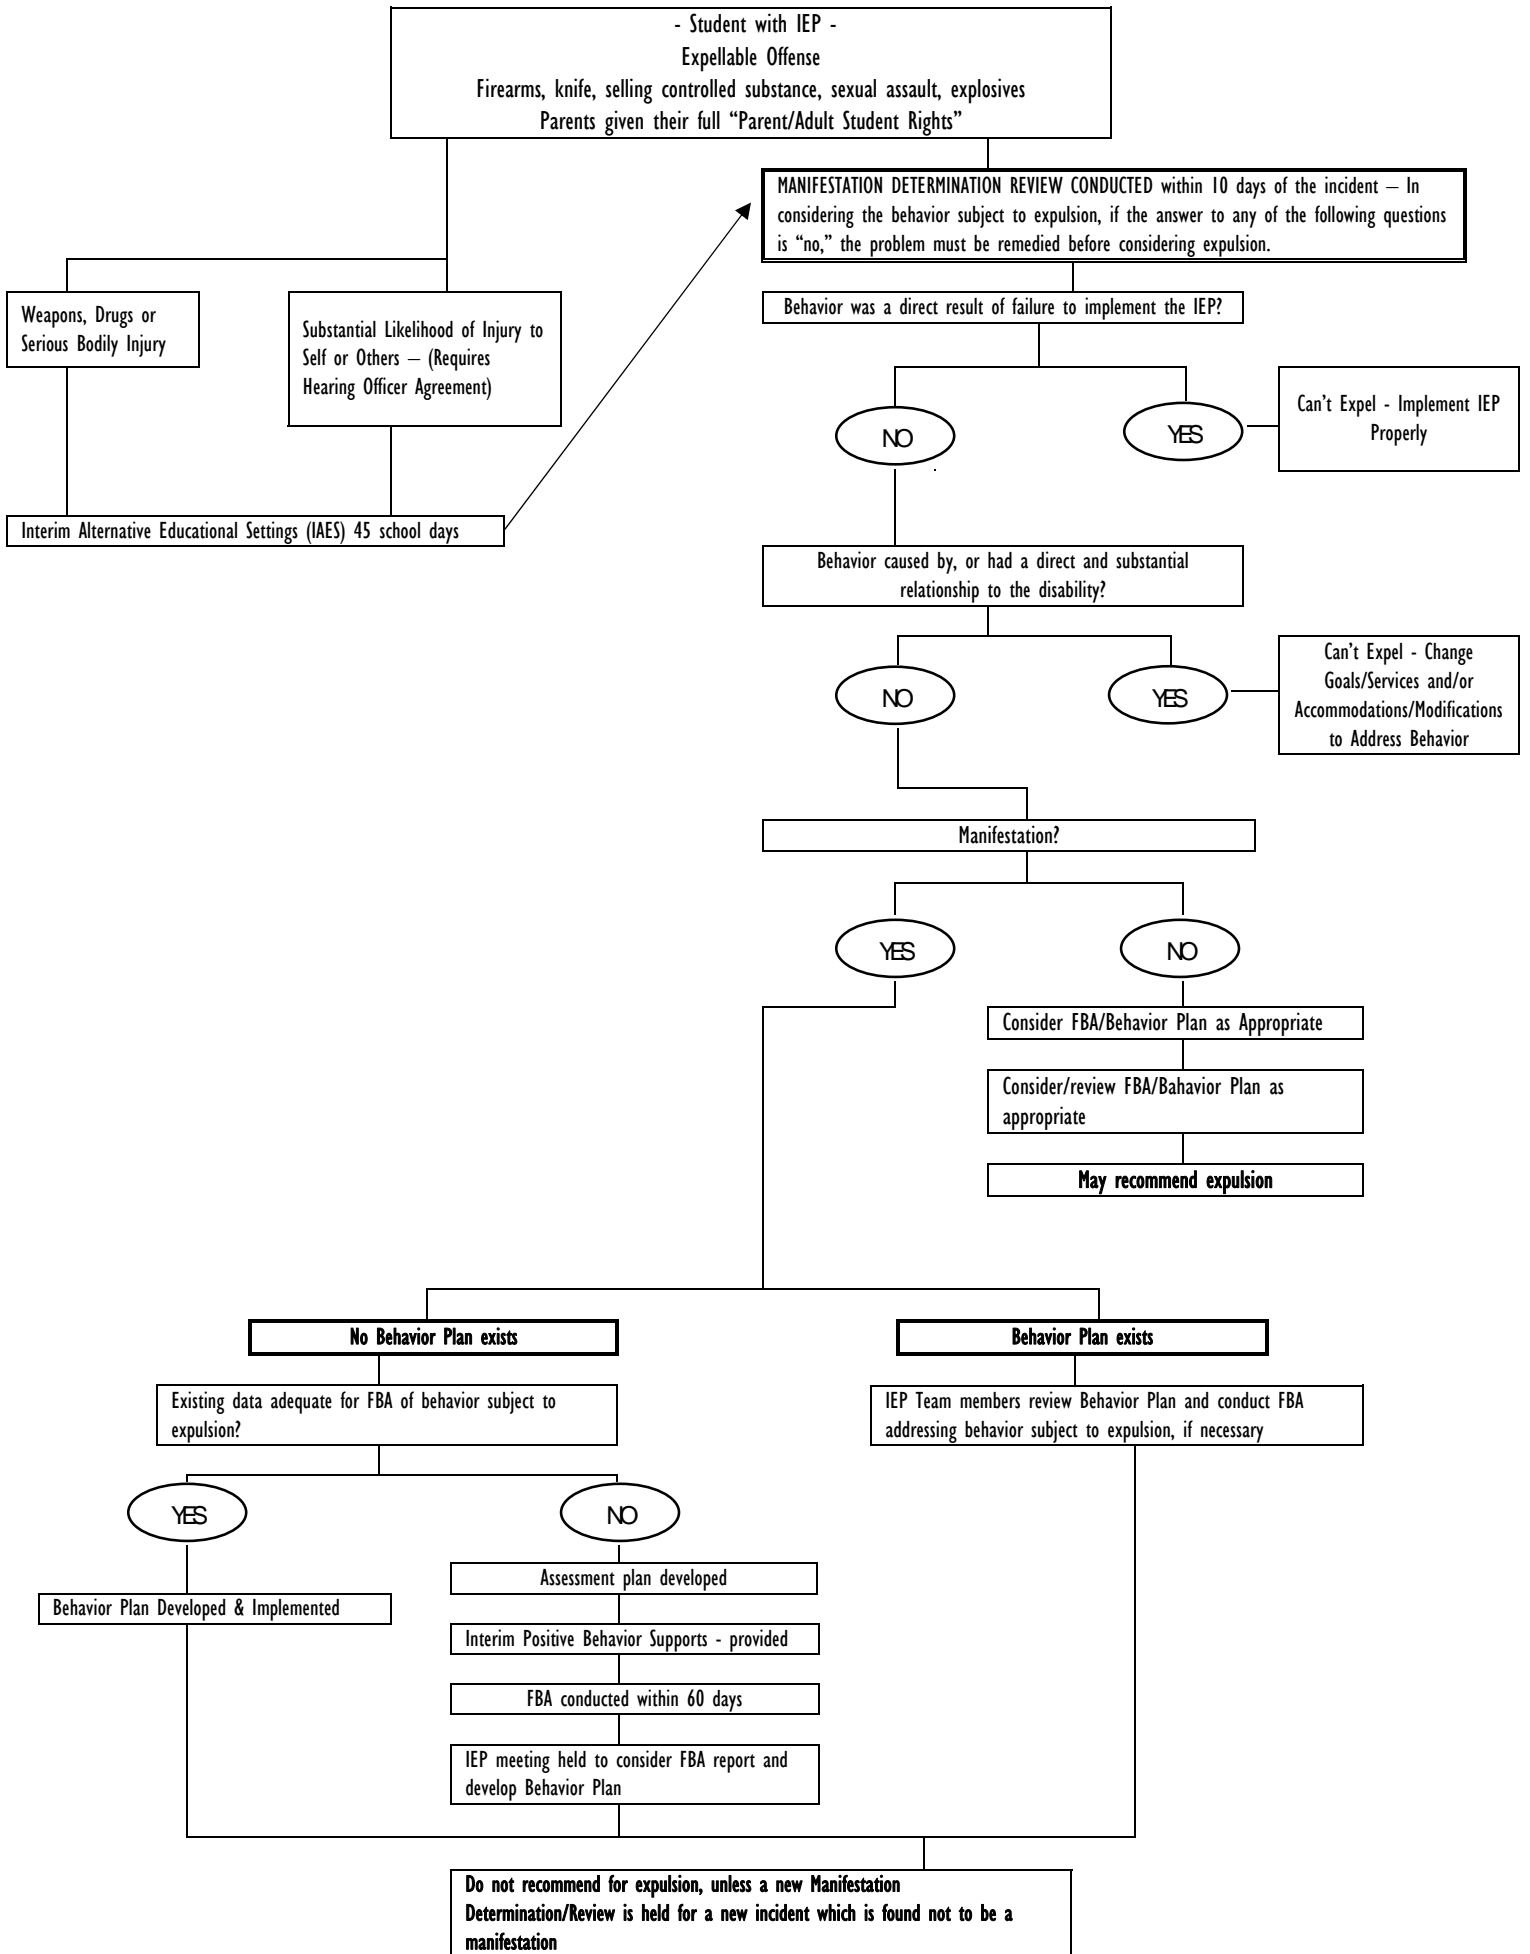 - Student with IEP -
Expellable Offense
Firearms, knife, selling controlled substance, sexual assault, explosives
Parents given their full “Parent/Adult Student Rights”
MANIFESTATION DETERMINATION REVIEW CONDUCTED within 10 days of the incident – In
considering the behavior subject to expulsion, if the answer to any of the following questions
is “no,” the problem must be remedied before considering expulsion.
Weapons, Drugs or
Serious Bodily Injury
Substantial Likelihood of Injury to
Self or Others – (Requires
Hearing Officer Agreement)
Interim Alternative Educational Settings (IAES) 45 school days
Behavior was a direct result of failure to implement the IEP?
NO
YES
Can’t Expel - Implement IEP
Properly
Behavior caused by, or had a direct and substantial
relationship to the disability?
NO
YES
Can’t Expel - Change
Goals/Services and/or
Accommodations/Modifications
to Address Behavior
Manifestation?
YES
NO
Consider FBA/Behavior Plan as Appropriate
Consider/review FBA/Bahavior Plan as
appropriate
May recommend expulsion
No Behavior Plan exists
Behavior Plan exists
Existing data adequate for FBA of behavior subject to
expulsion?
IEP Team members review Behavior Plan and conduct FBA
addressing behavior subject to expulsion, if necessary
YES
NO
Behavior Plan Developed & Implemented
Assessment plan developed
Interim Positive Behavior Supports - provided
FBA conducted within 60 days
IEP meeting held to consider FBA report and
develop Behavior Plan
Do not recommend for expulsion, unless a new Manifestation
Determination/Review is held for a new incident which is found not to be a
manifestation